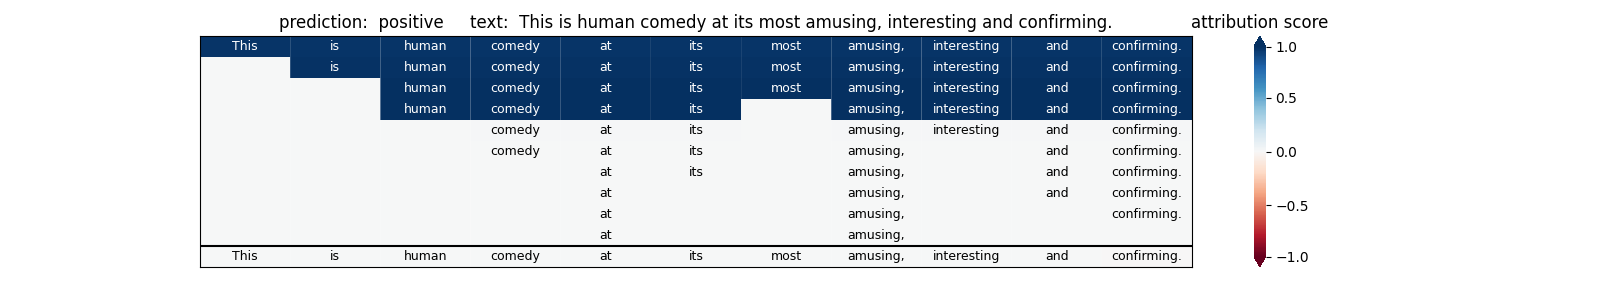 prediction: positive text: This is human comedy at its most amusing, interesting and confirming. attribution score
This is human comedy at its most amusing, interesting and confirming. 1.0
is human comedy at its most amusing, interesting and confirming.
human comedy at its most amusing, interesting and confirming.
human comedy at its amusing, interesting and confirming. 0.5
comedy at its amusing, interesting and confirming.
comedy at its amusing, and confirming. 0.0
at its amusing, and confirming.
at amusing, and confirming.
at amusing, confirming. −0.5
at amusing,
This is human comedy at its most amusing, interesting and confirming. −1.0